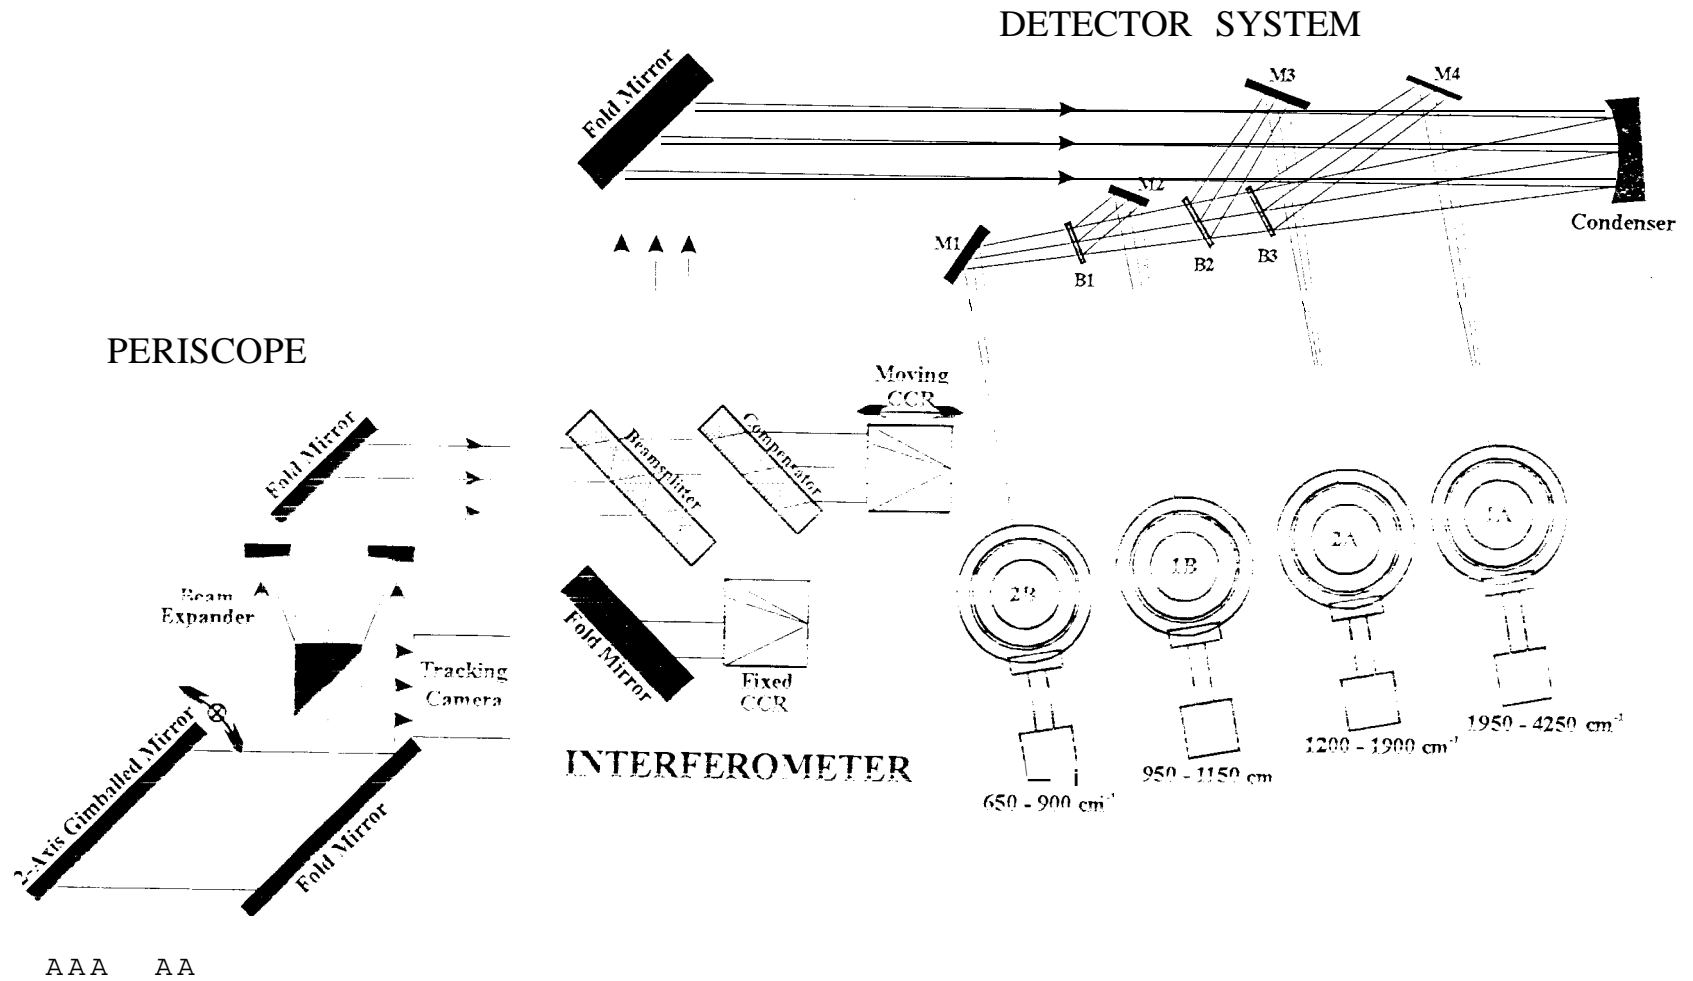 DETECTOR SYSTEM
Fold Mirror
M3
M4
M2
M1
B1
B2
B3
Condenser
PERISCOPE
Fold Mirror
Beam
Expander
Tracking
Camera
2-Axis Gimballed Mirror
Fold Mirror
Beamsplitter
Compensator
Moving
CCR
Fold Mirror
Fixed
CCR
INTERFEROMETER
2B
1B
2A
1A
650 - 900 cm⁻¹
950 - 1150 cm
1200 - 1900 cm⁻¹
1950 - 4250 cm⁻¹
AAA AA